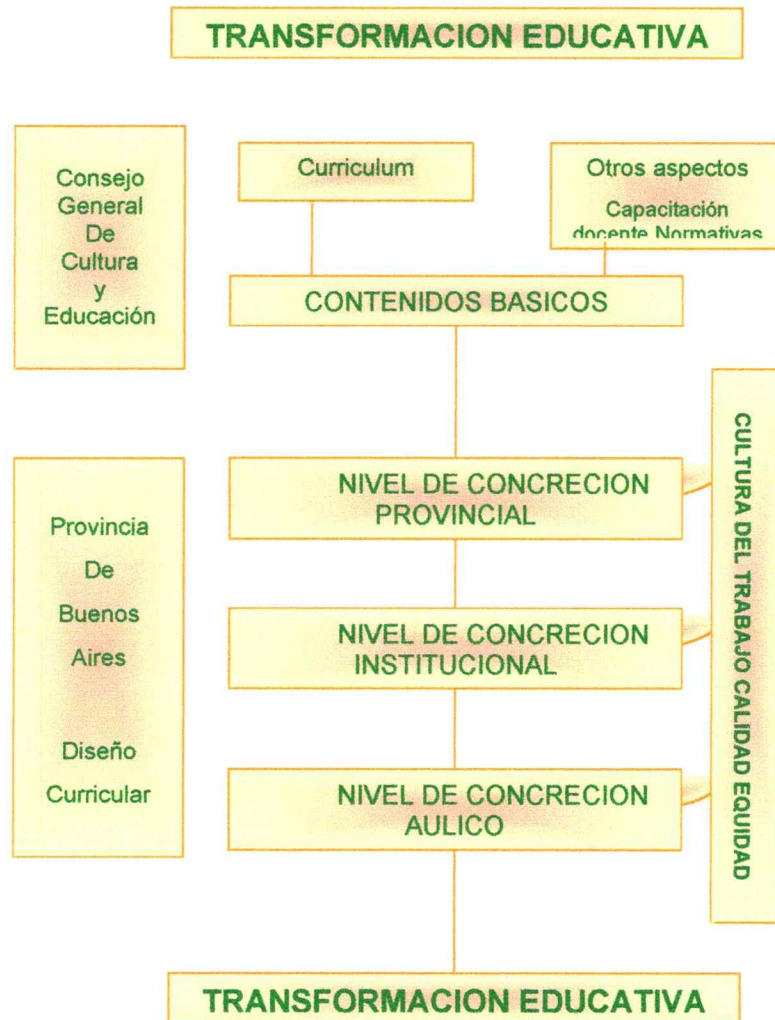 TRANSFORMACION EDUCATIVA
Consejo
General
De
Cultura
y
Educación
Curriculum
Otros aspectos
Capacitación
docente Normativas
CONTENIDOS BASICOS
NIVEL DE CONCRECION
PROVINCIAL
NIVEL DE CONCRECION
INSTITUCIONAL
NIVEL DE CONCRECION
AULICO
Provincia
De
Buenos
Aires
Diseño
Curricular
CULTURA DEL TRABAJO CALIDAD EQUIDAD
TRANSFORMACION EDUCATIVA